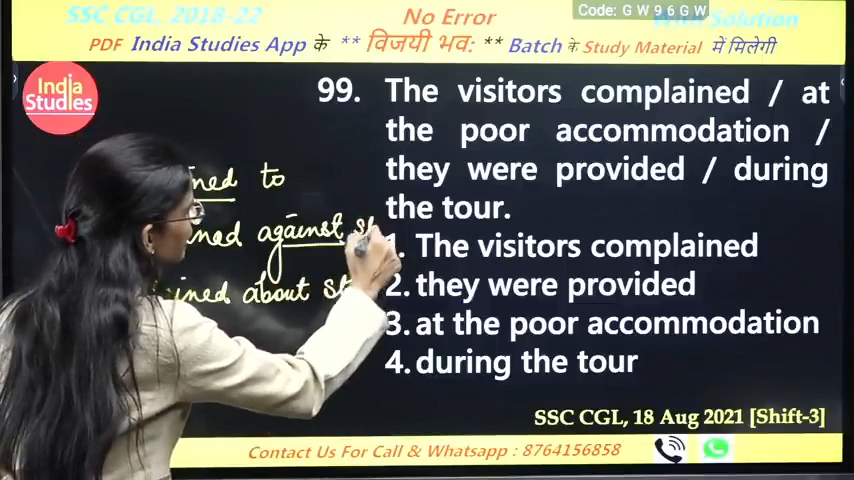 SSC CGL, 2018-22
No Error
Code: G W 9 6 G W
With Solution
PDF India Studies App के ** विजयी भव: ** Batch के Study Material में मिलेगी
India
Studies
99. The visitors complained / at
the poor accommodation /
they were provided / during
the tour.
1. The visitors complained
2. they were provided
3. at the poor accommodation
4. during the tour
ned to
ned against
ined about
SSC CGL, 18 Aug 2021 [Shift-3]
Contact Us For Call & Whatsapp : 8764156858